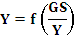 Y = f (GS/Y)